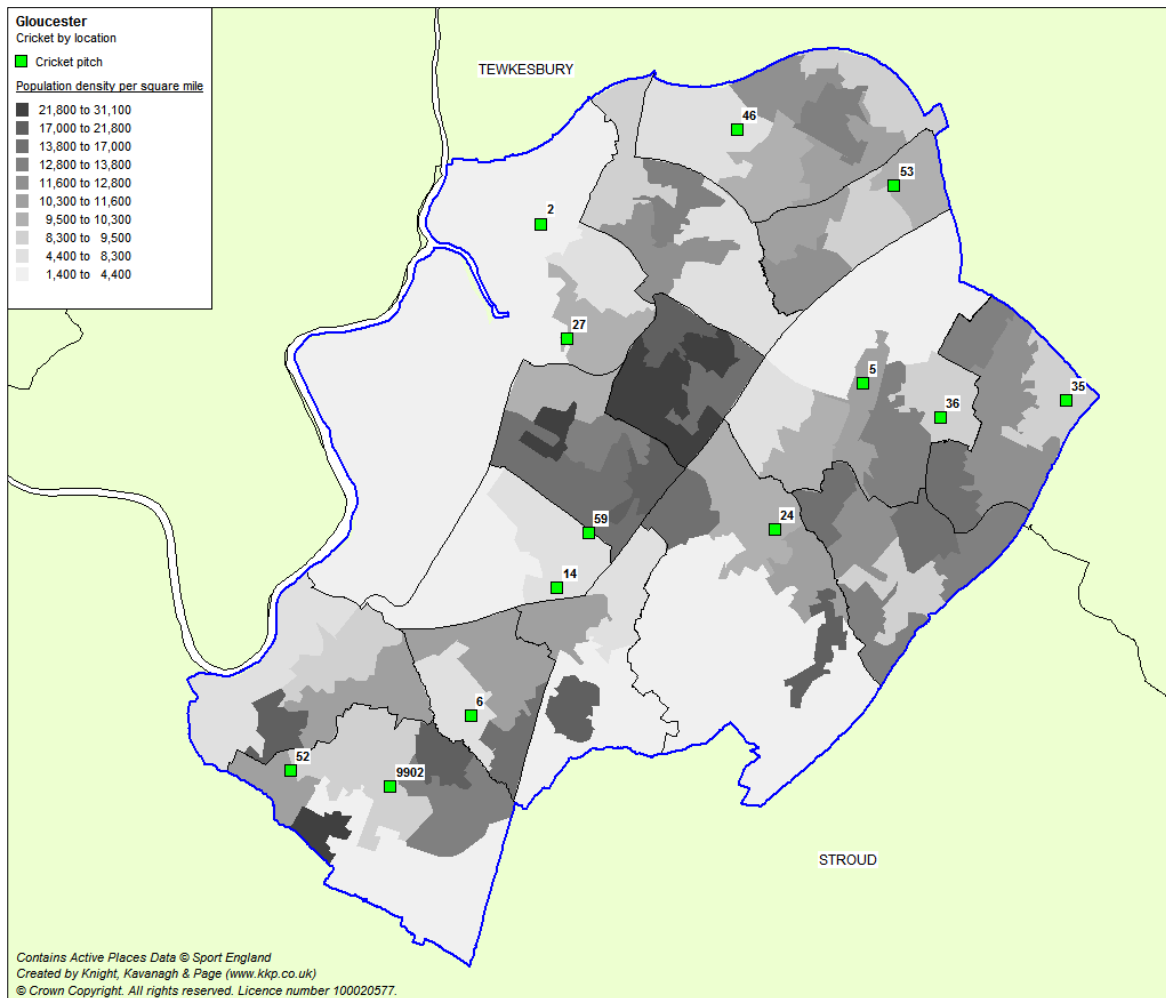 Gloucester
Cricket by location
Cricket pitch
Population density per square mile
21,800 to 31,100
17,000 to 21,800
13,800 to 17,000
12,800 to 13,800
11,600 to 12,800
10,300 to 11,600
9,500 to 10,300
8,300 to 9,500
4,400 to 8,300
1,400 to 4,400
TEWKESBURY
46
53
2
27
5
35
36
59
24
14
6
52
9902
STROUD
Contains Active Places Data © Sport England
Created by Knight, Kavanagh & Page (www.kkp.co.uk)
© Crown Copyright. All rights reserved. Licence number 100020577.